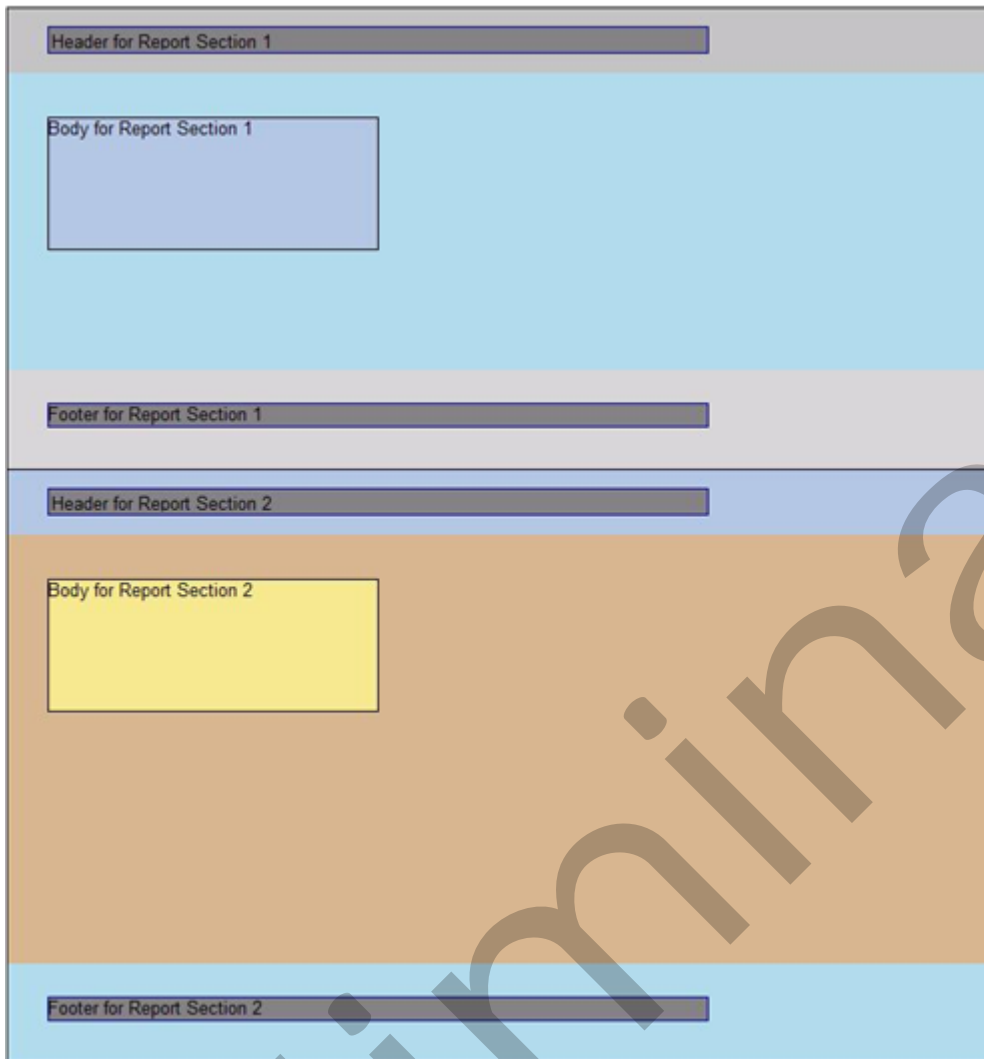 Header for Report Section 1
Body for Report Section 1
Footer for Report Section 1
Header for Report Section 2
Body for Report Section 2
Footer for Report Section 2